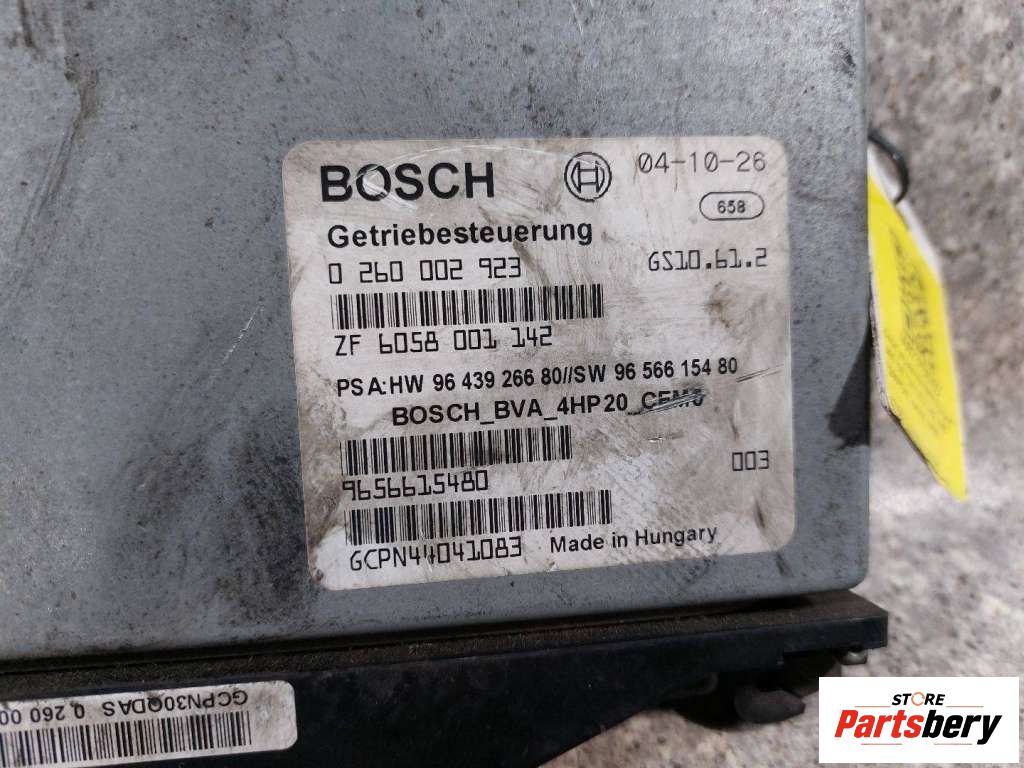 BOSCH 04-10-26
658
Getriebesteuerung
0 260 002 923 GS10.61.2
ZF 6058 001 142
PSA:HW 96 439 266 80//SW 96 566 154 80
BOSCH_BVA_4HP20
9656615480 003
GCPN44041083 Made in Hungary
GCPN30QDAS 0 260 00
STORE
Partsbery